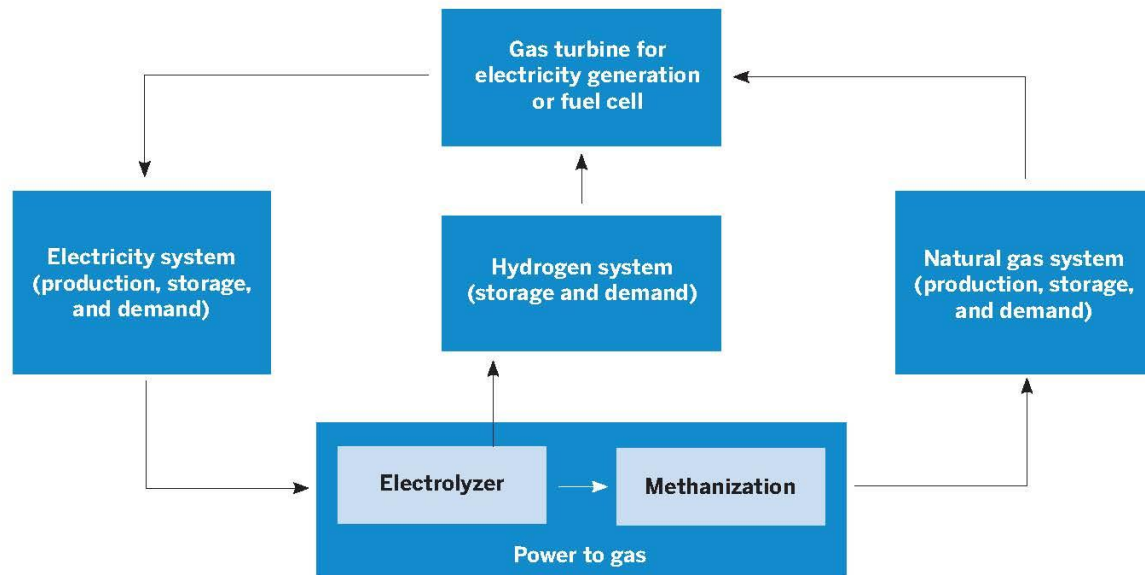 Gas turbine for
electricity generation
or fuel cell
Electricity system
(production, storage,
and demand)
Hydrogen system
(storage and demand)
Natural gas system
(production, storage,
and demand)
Electrolyzer
Methanization
Power to gas